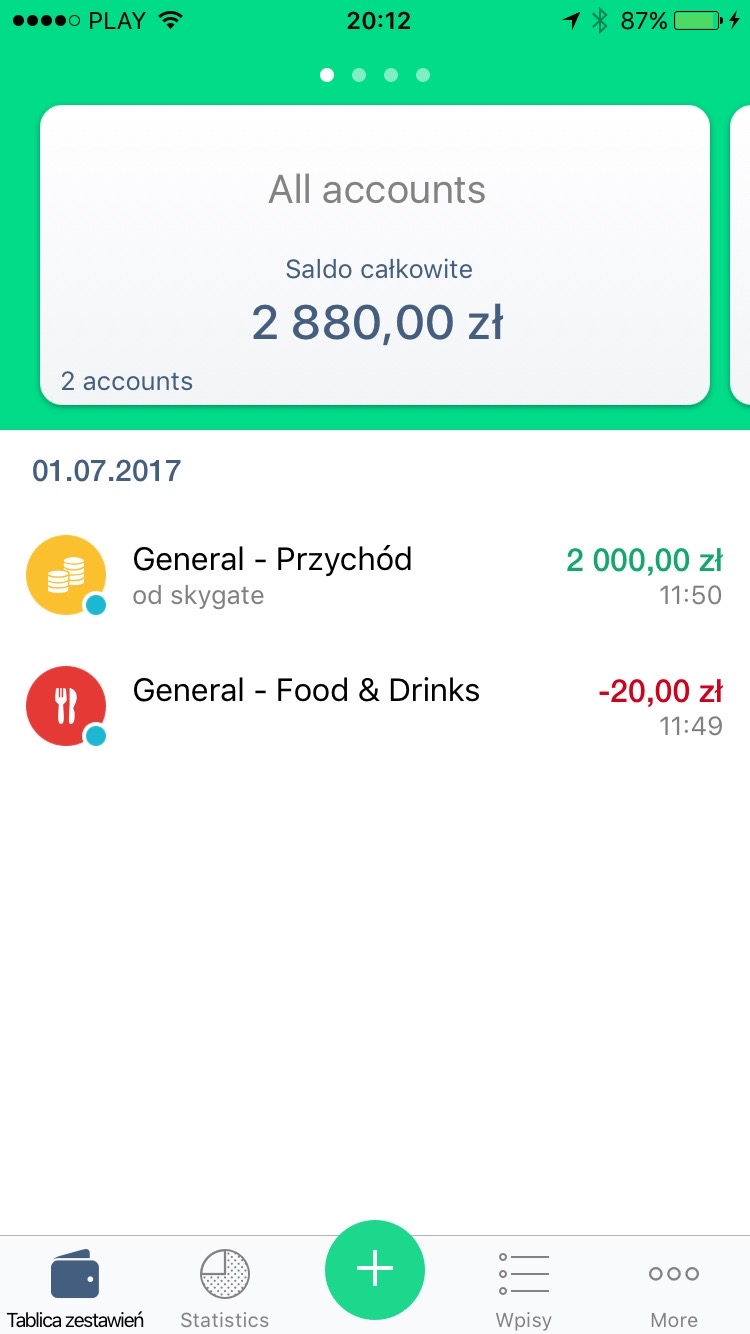 PLAY 20:12 87%
All accounts
Saldo całkowite
2 880,00 zł
2 accounts
01.07.2017
General - Przychód 2 000,00 zł
od skygate 11:50
General - Food & Drinks -20,00 zł
11:49
Tablica zestawień Statistics Wpisy More